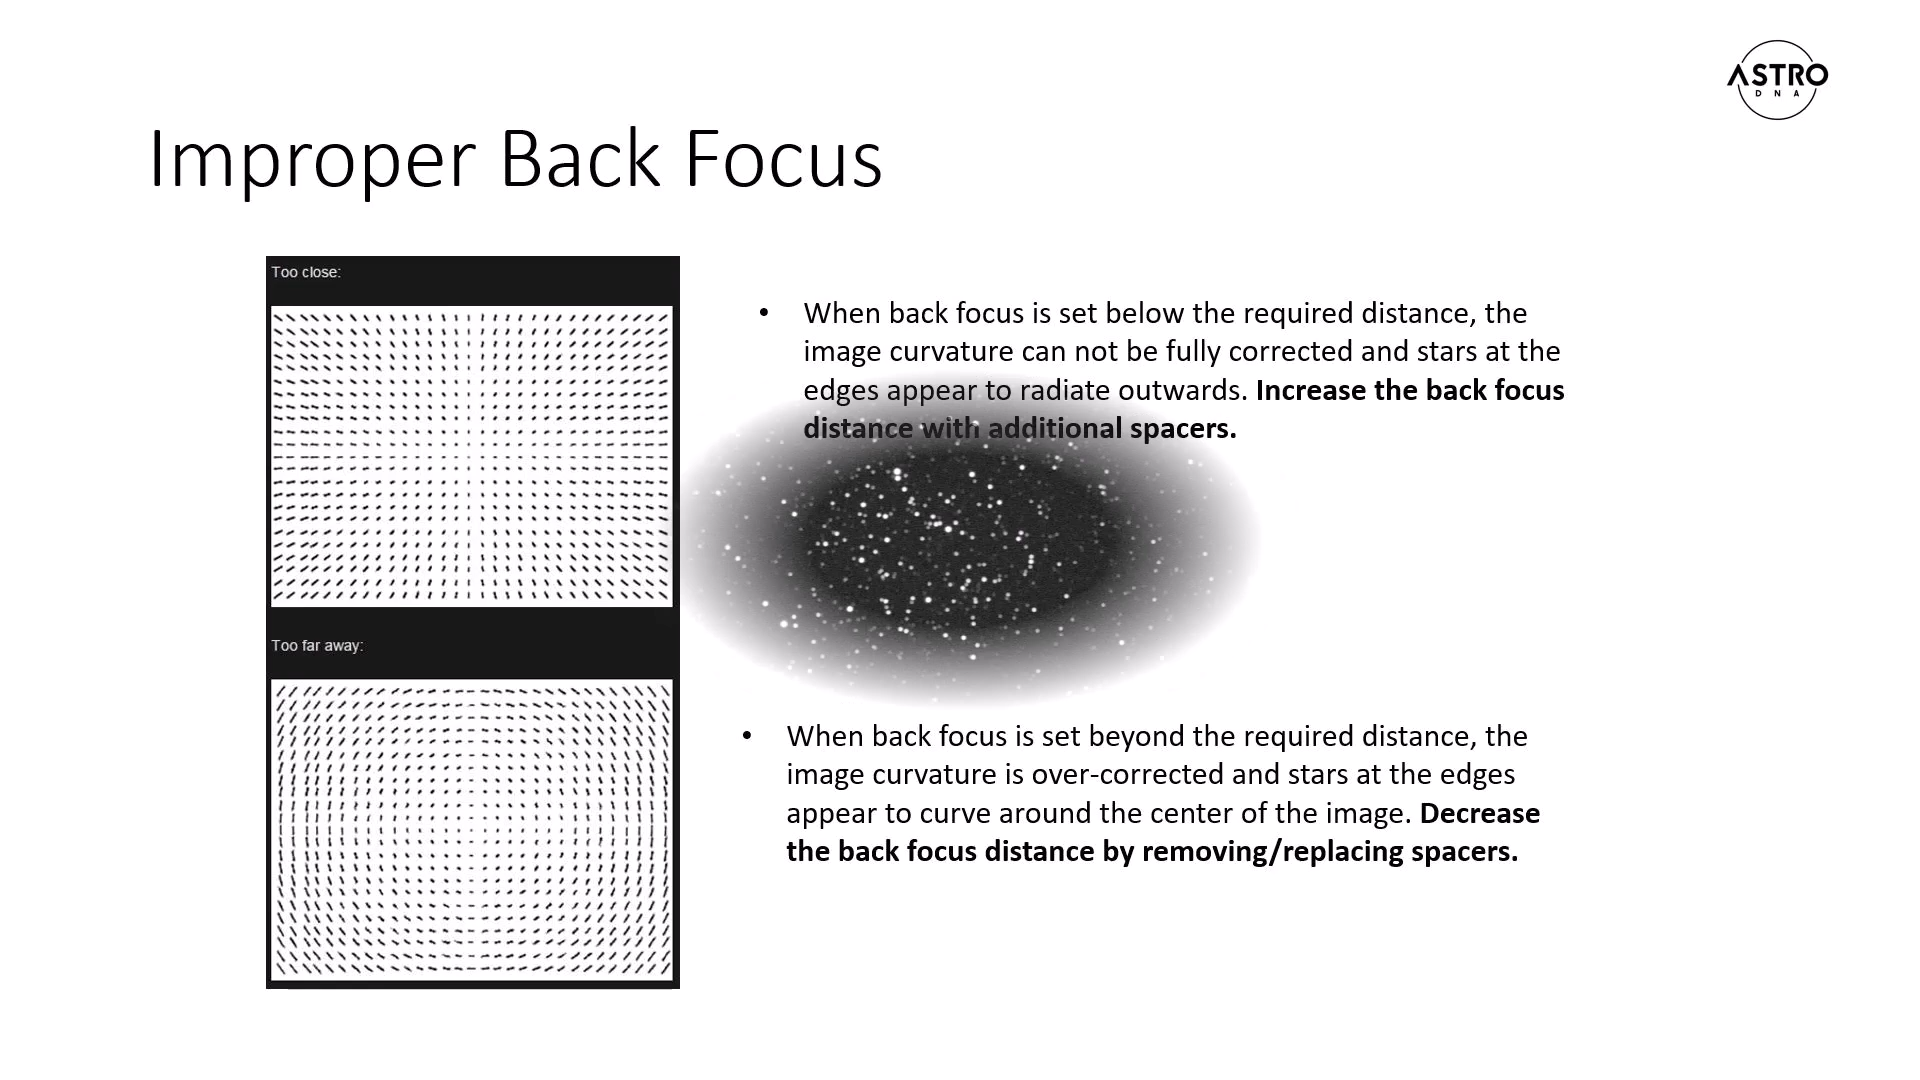 ASTRO
DNA
Improper Back Focus
Too close:
• When back focus is set below the required distance, the
image curvature can not be fully corrected and stars at the
edges appear to radiate outwards. Increase the back focus
distance with additional spacers.
Too far away:
• When back focus is set beyond the required distance, the
image curvature is over-corrected and stars at the edges
appear to curve around the center of the image. Decrease
the back focus distance by removing/replacing spacers.